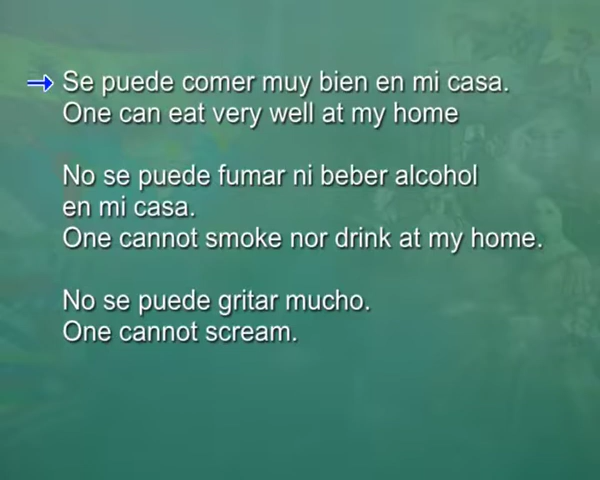 Se puede comer muy bien en mi casa.
One can eat very well at my home
No se puede fumar ni beber alcohol
en mi casa.
One cannot smoke nor drink at my home.
No se puede gritar mucho.
One cannot scream.